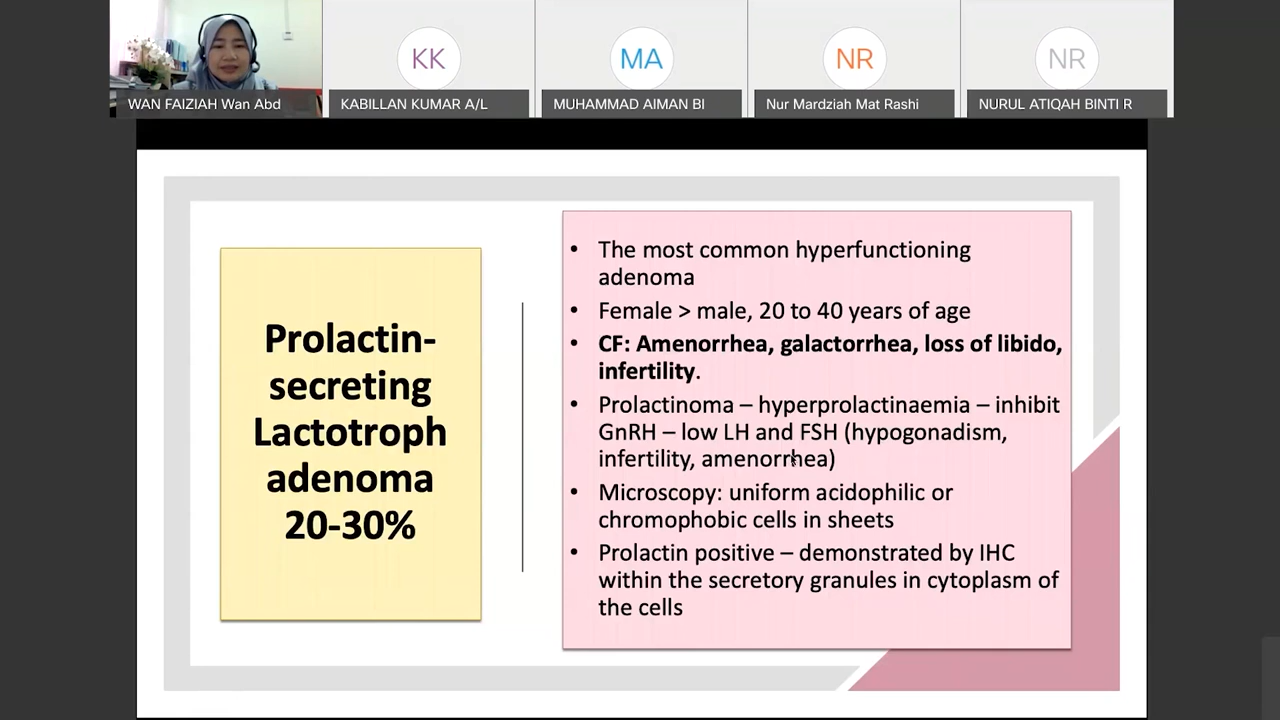 KK
MA
NR
NR
WAN FAIZIAH Wan Abd
KABILLAN KUMAR A/L
MUHAMMAD AIMAN BI
Nur Mardziah Mat Rashi
NURUL ATIQAH BINTI R
Prolactin-
secreting
Lactotroph
adenoma
20-30%
• The most common hyperfunctioning
adenoma
• Female > male, 20 to 40 years of age
• CF: Amenorrhea, galactorrhea, loss of libido,
infertility.
• Prolactinoma – hyperprolactinaemia – inhibit
GnRH – low LH and FSH (hypogonadism,
infertility, amenorrhea)
• Microscopy: uniform acidophilic or
chromophobic cells in sheets
• Prolactin positive – demonstrated by IHC
within the secretory granules in cytoplasm of
the cells